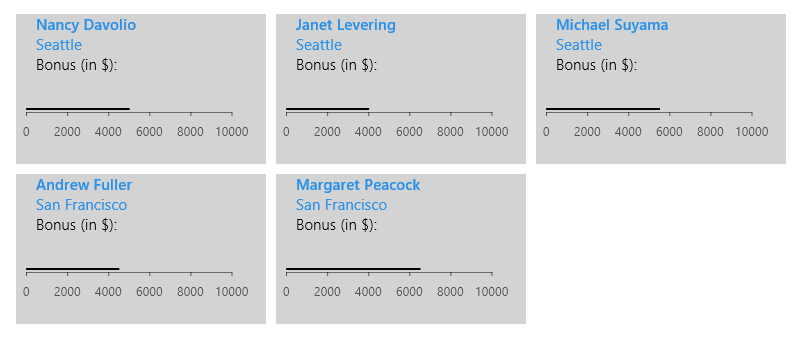 Nancy Davolio
Seattle
Bonus (in $):
0 2000 4000 6000 8000 10000
Janet Levering
Seattle
Bonus (in $):
0 2000 4000 6000 8000 10000
Michael Suyama
Seattle
Bonus (in $):
0 2000 4000 6000 8000 10000
Andrew Fuller
San Francisco
Bonus (in $):
0 2000 4000 6000 8000 10000
Margaret Peacock
San Francisco
Bonus (in $):
0 2000 4000 6000 8000 10000